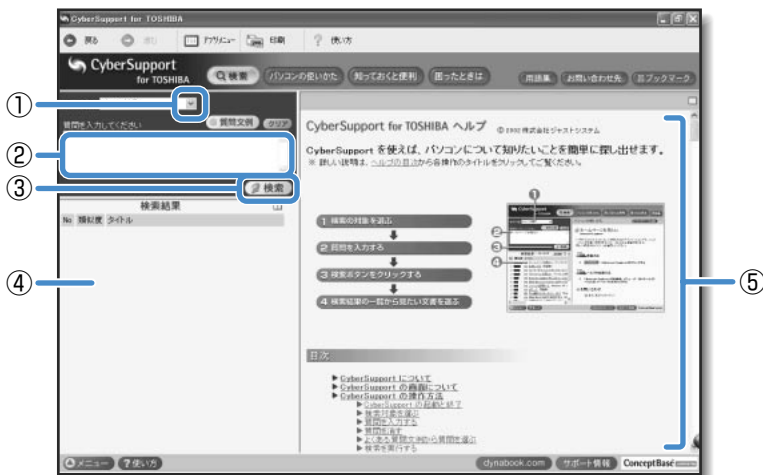 CyberSupport for TOSHIBA
戻る 進む アプリメニュー 印刷 ? 使い方
CyberSupport
for TOSHIBA
検索 パソコンの使いかた 知っておくと便利 困ったときは 用語集 お問い合わせ先 ブックマーク
①
質問を入力してください 質問文例 クリア
②
③ 検索
検索結果
No 類似度 タイトル
④
CyberSupport for TOSHIBA ヘルプ
CyberSupport を使えば、パソコンについて知りたいことを簡単に探し出せます。
※ 詳しい説明は、ヘルプの目次から各操作のタイトルをクリックしてご覧ください。
1 検索の対象を選ぶ
2 質問を入力する
3 検索ボタンをクリックする
4 検索結果の一覧から見たい文書を選ぶ
⑤
目次
▶CyberSupport について
▶CyberSupport の画面について
▶CyberSupport の操作方法
▶CyberSupport の起動と終了
▶検索対象を選ぶ
▶質問を入力する
▶質問を消す
▶よくある質問文例から質問を選ぶ
▶検索を実行する
メニュー ?使い方 dynabook.com サポート情報 ConceptBase